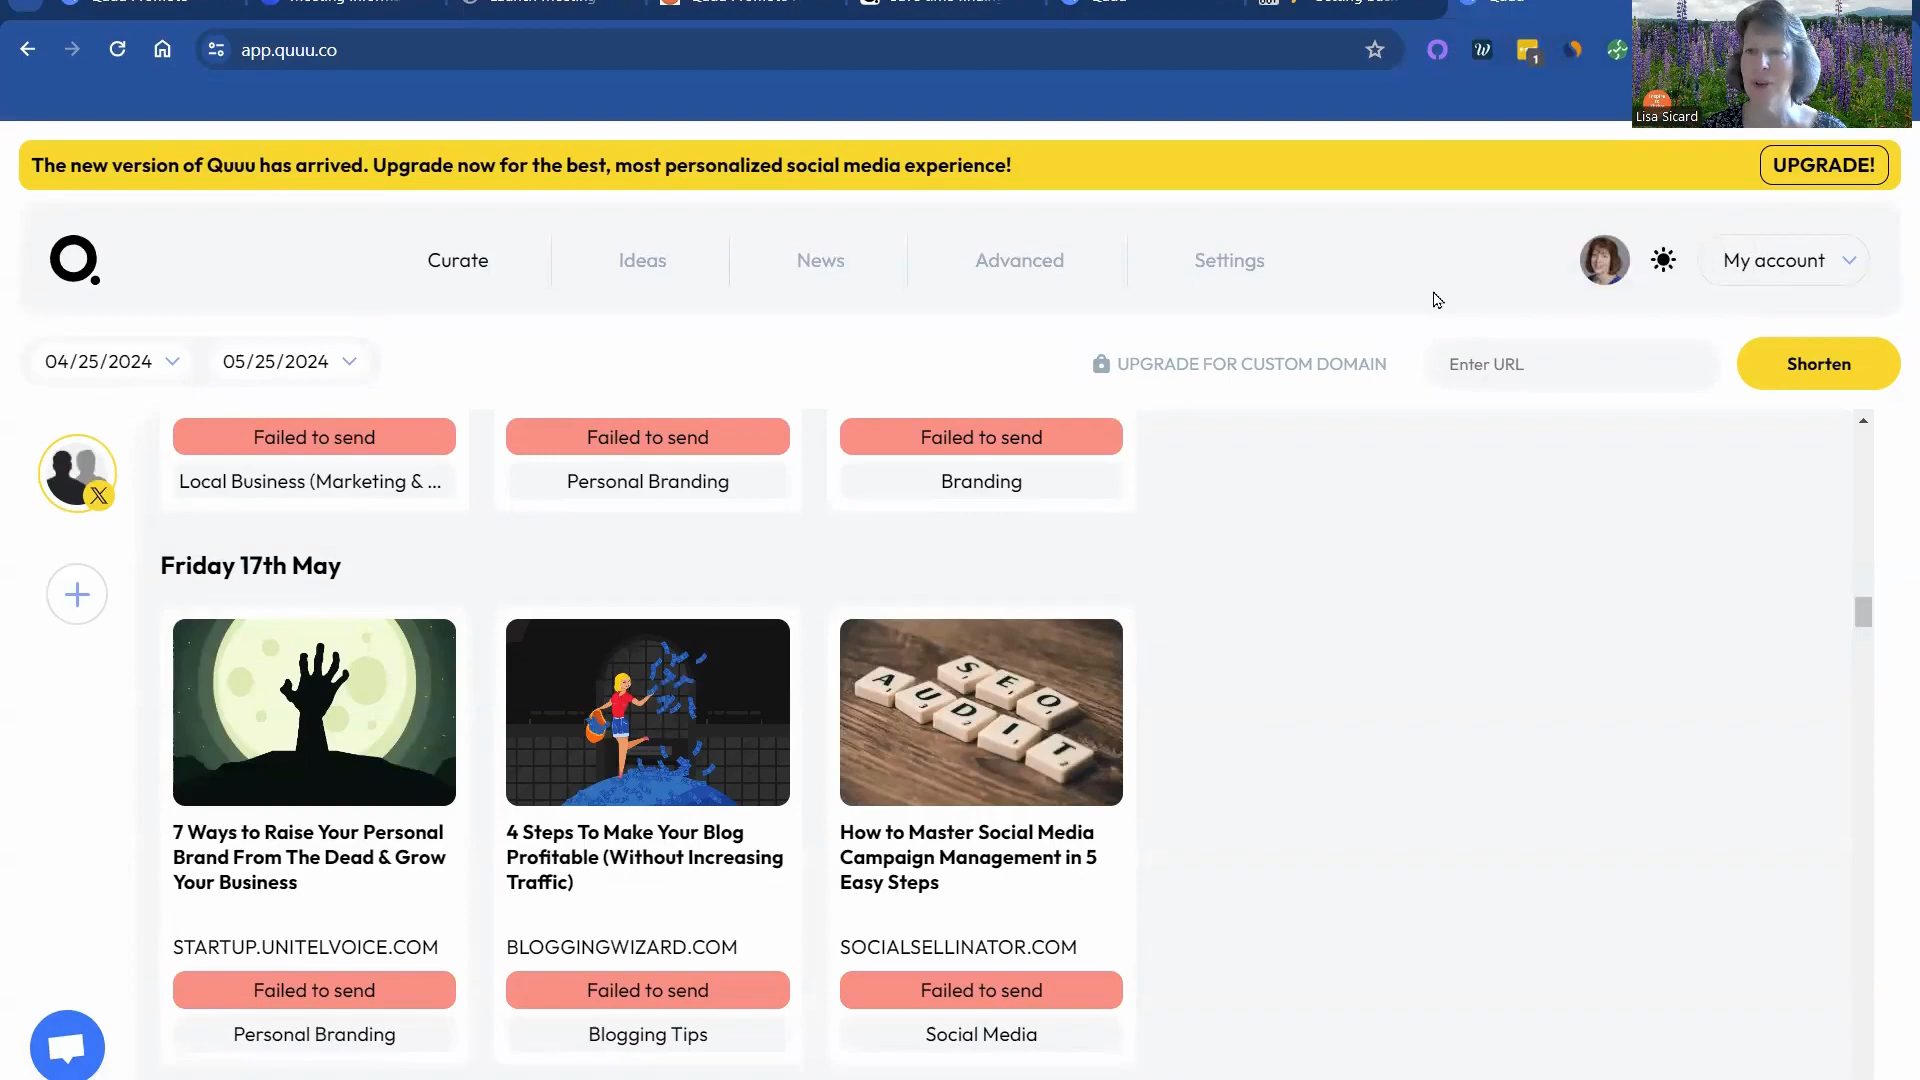 app.quuu.co
1
Lisa Sicard
The new version of Quuu has arrived. Upgrade now for the best, most personalized social media experience!
UPGRADE!
Curate
Ideas
News
Advanced
Settings
My account
04/25/2024
05/25/2024
UPGRADE FOR CUSTOM DOMAIN
Enter URL
Shorten
Failed to send
Failed to send
Failed to send
Local Business (Marketing & ...
Personal Branding
Branding
Friday 17th May
SEO
AUDIT
7 Ways to Raise Your Personal
Brand From The Dead & Grow
Your Business
4 Steps To Make Your Blog
Profitable (Without Increasing
Traffic)
How to Master Social Media
Campaign Management in 5
Easy Steps
STARTUP.UNITELVOICE.COM
BLOGGINGWIZARD.COM
SOCIALSELLINATOR.COM
Failed to send
Failed to send
Failed to send
Personal Branding
Blogging Tips
Social Media